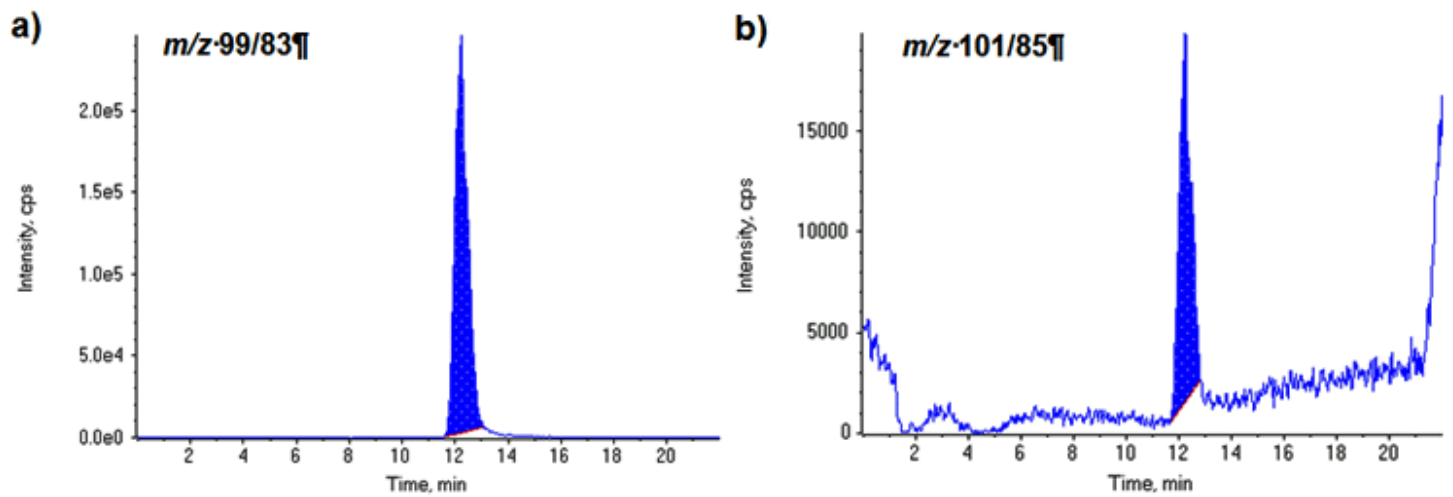 a)
m/z·99/83¶
2.0e5
1.5e5
1.0e5
5.0e4
0.0e0
Intensity, cps
2 4 6 8 10 12 14 16 18 20
Time, min
b)
m/z·101/85¶
15000
10000
5000
0
Intensity, cps
2 4 6 8 10 12 14 16 18 20
Time, min